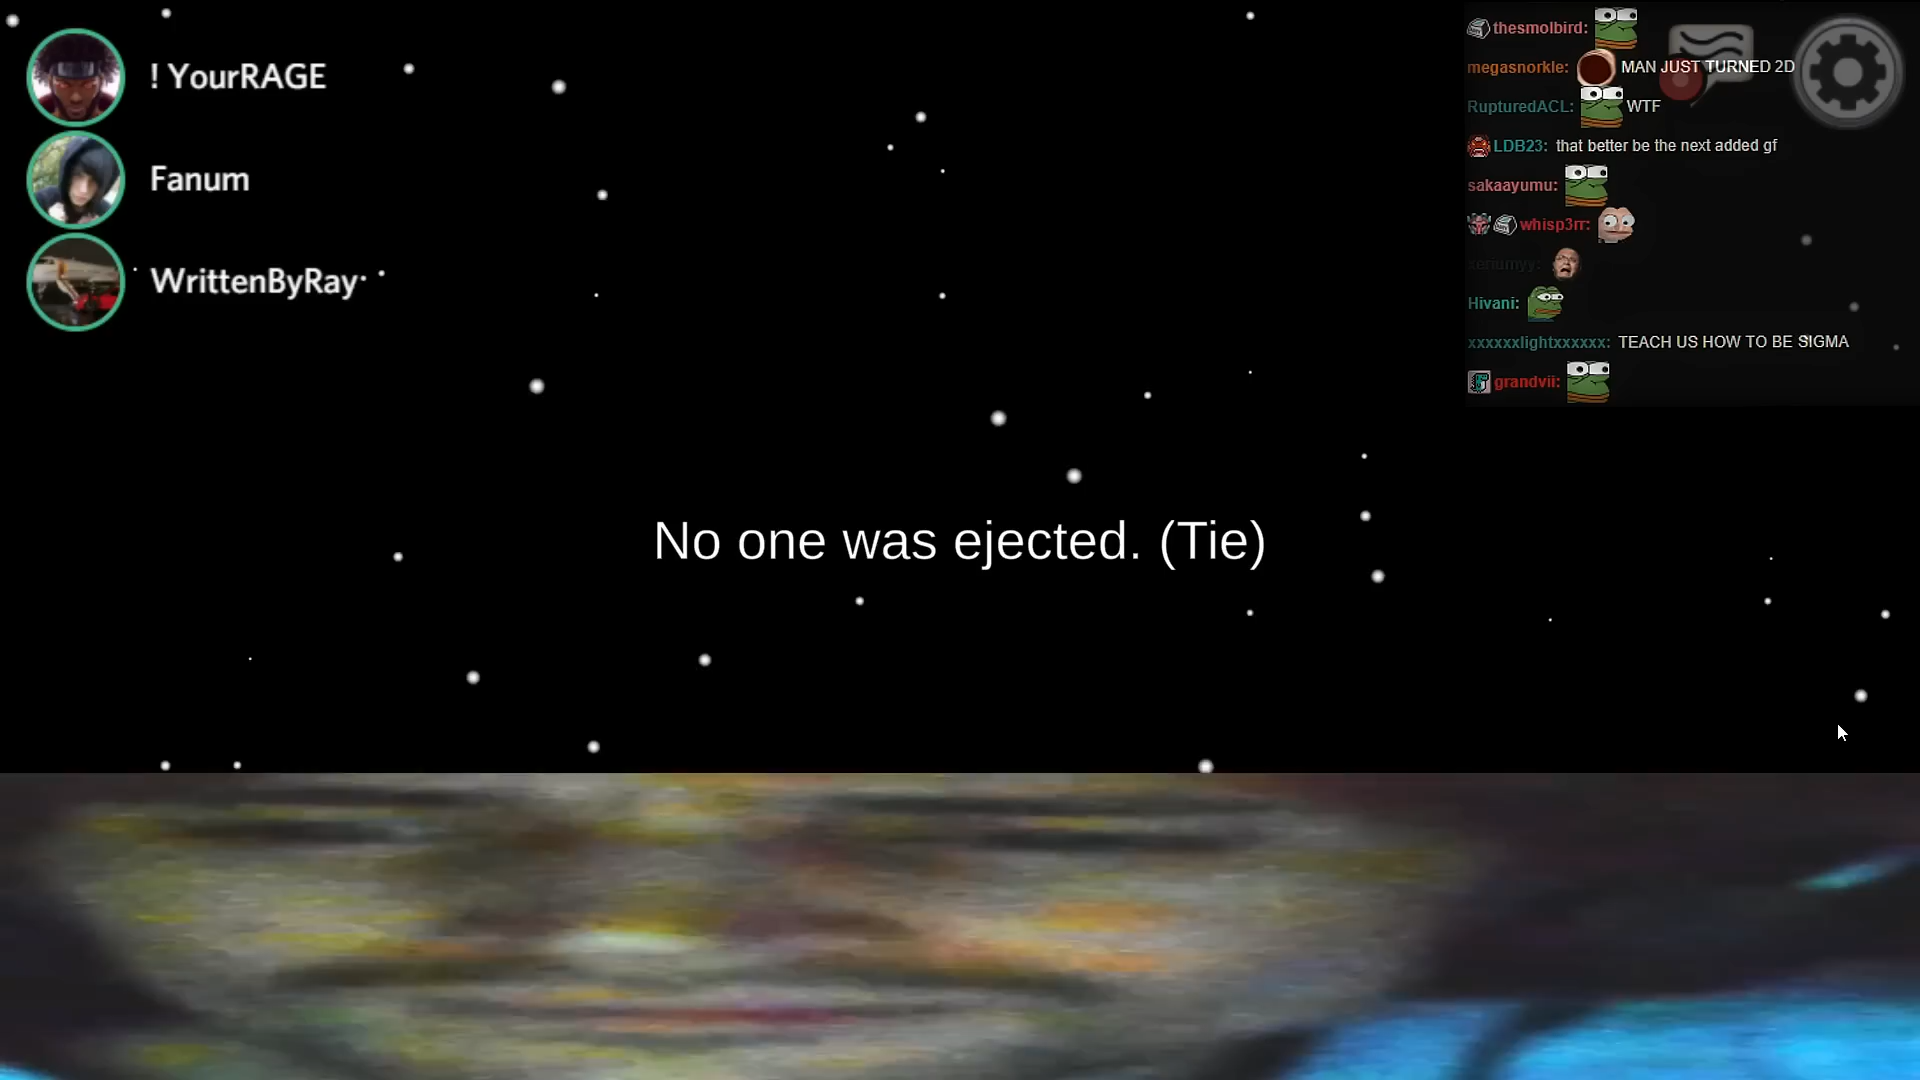 ! YourRAGE
Fanum
WrittenByRay
No one was ejected. (Tie)
thesmolbird:
megasnorkle: MAN JUST TURNED 2D
RupturedACL: WTF
LDB23: that better be the next added gf
sakaayumu:
whisp3rr:
xeriumyy:
Hivani:
xxxxxxlightxxxxxx: TEACH US HOW TO BE SIGMA
grandvii: